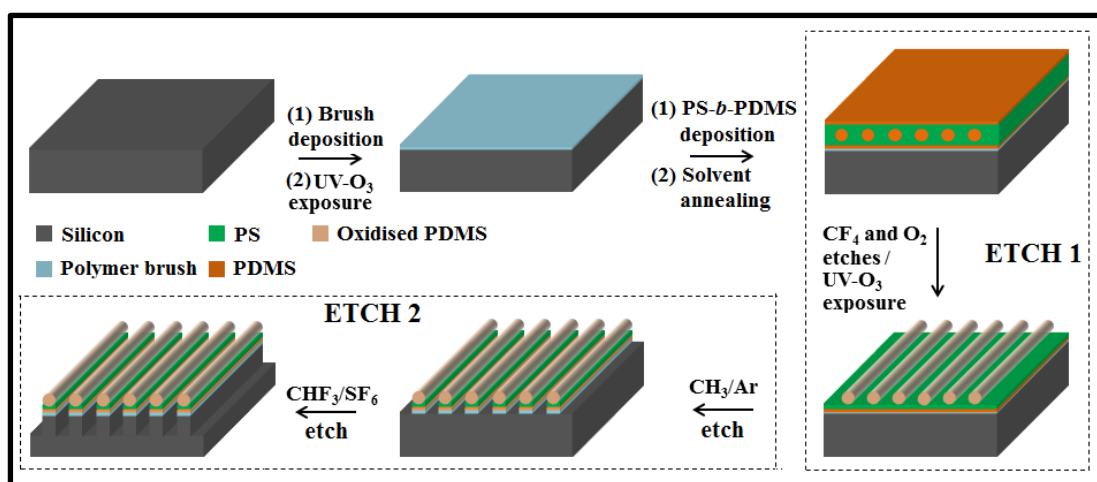 (1) Brush
deposition
(2) UV-O3
exposure
(1) PS-b-PDMS
deposition
(2) Solvent
annealing
Silicon
PS
Oxidised PDMS
Polymer brush
PDMS
CF4 and O2
etches /
UV-O3
exposure
ETCH 1
ETCH 2
CH3/Ar
etch
CHF3/SF6
etch